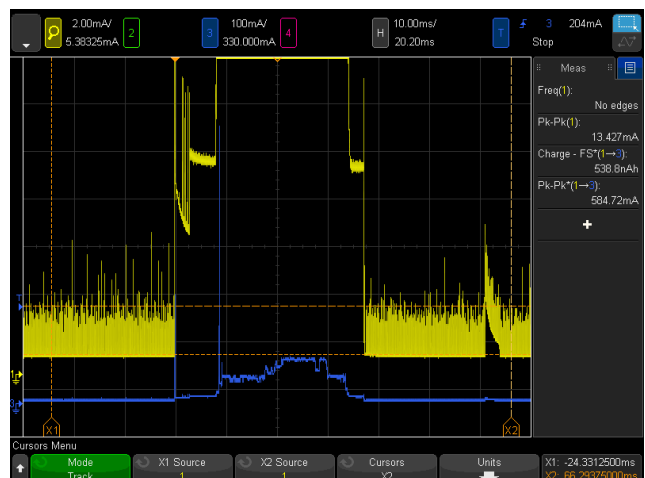 2.00mA/
5.38325mA
2
3
100mA/
330.000mA
4
H
10.00ms/
20.20ms
T
3
204mA
Stop
Meas
Freq(1):
No edges
Pk-Pk(1):
13.427mA
Charge - FS*(1→3):
538.8nAh
Pk-Pk*(1→3):
584.72mA
+
T
1
3
X1
X2
Cursors Menu
Mode
Track
X1 Source
1
X2 Source
1
Cursors
X2
Units
X1: -24.3312500ms
X2: 66.29375000ms